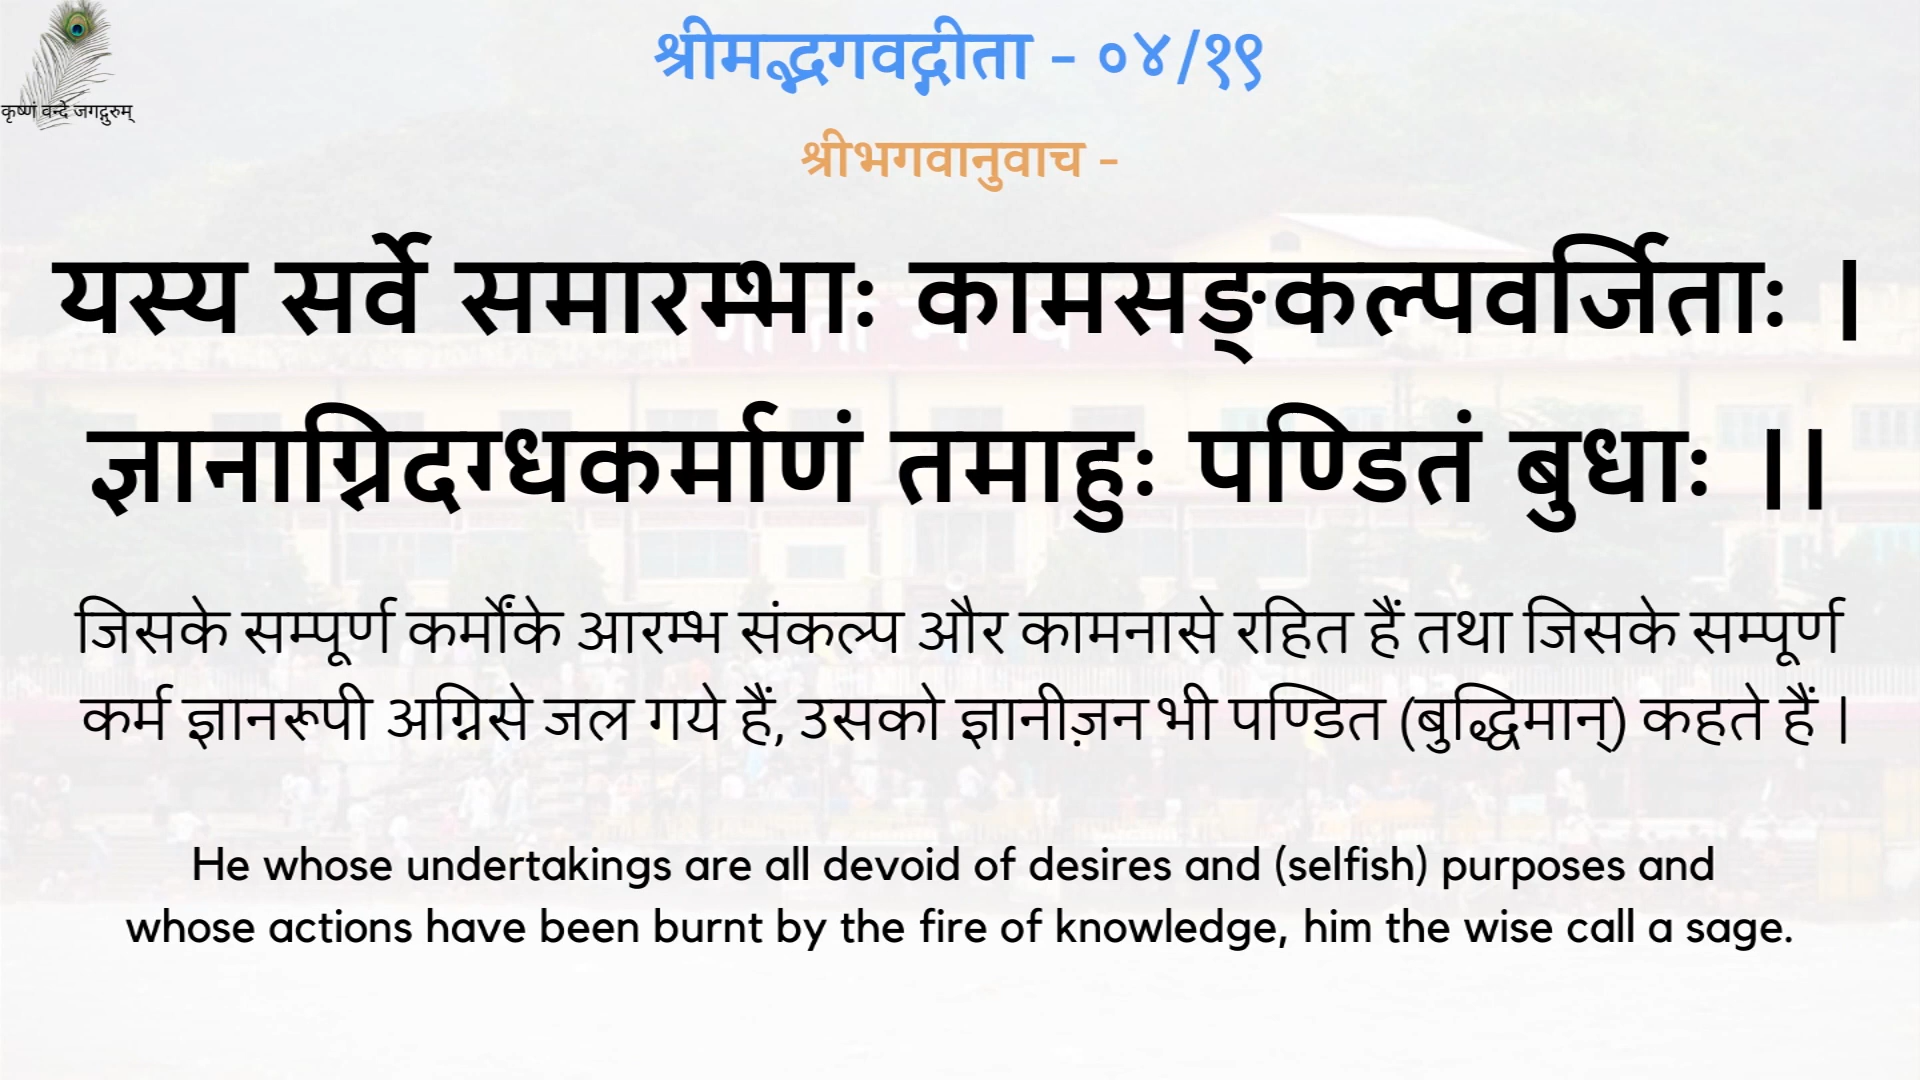 कृष्णं वन्दे जगद्गुरुम्
श्रीमद्भगवद्गीता - ०४/१९
श्रीभगवानुवाच -
यस्य सर्वे समारम्भाः कामसङ्कल्पवर्जिताः |
ज्ञानाग्निदग्धकर्माणं तमाहुः पण्डितं बुधाः ||
जिसके सम्पूर्ण कर्मोंके आरम्भ संकल्प और कामनासे रहित हैं तथा जिसके सम्पूर्ण
कर्म ज्ञानरूपी अग्निसे जल गये हैं, उसको ज्ञानीज़न भी पण्डित (बुद्धिमान्) कहते हैं |
He whose undertakings are all devoid of desires and (selfish) purposes and
whose actions have been burnt by the fire of knowledge, him the wise call a sage.